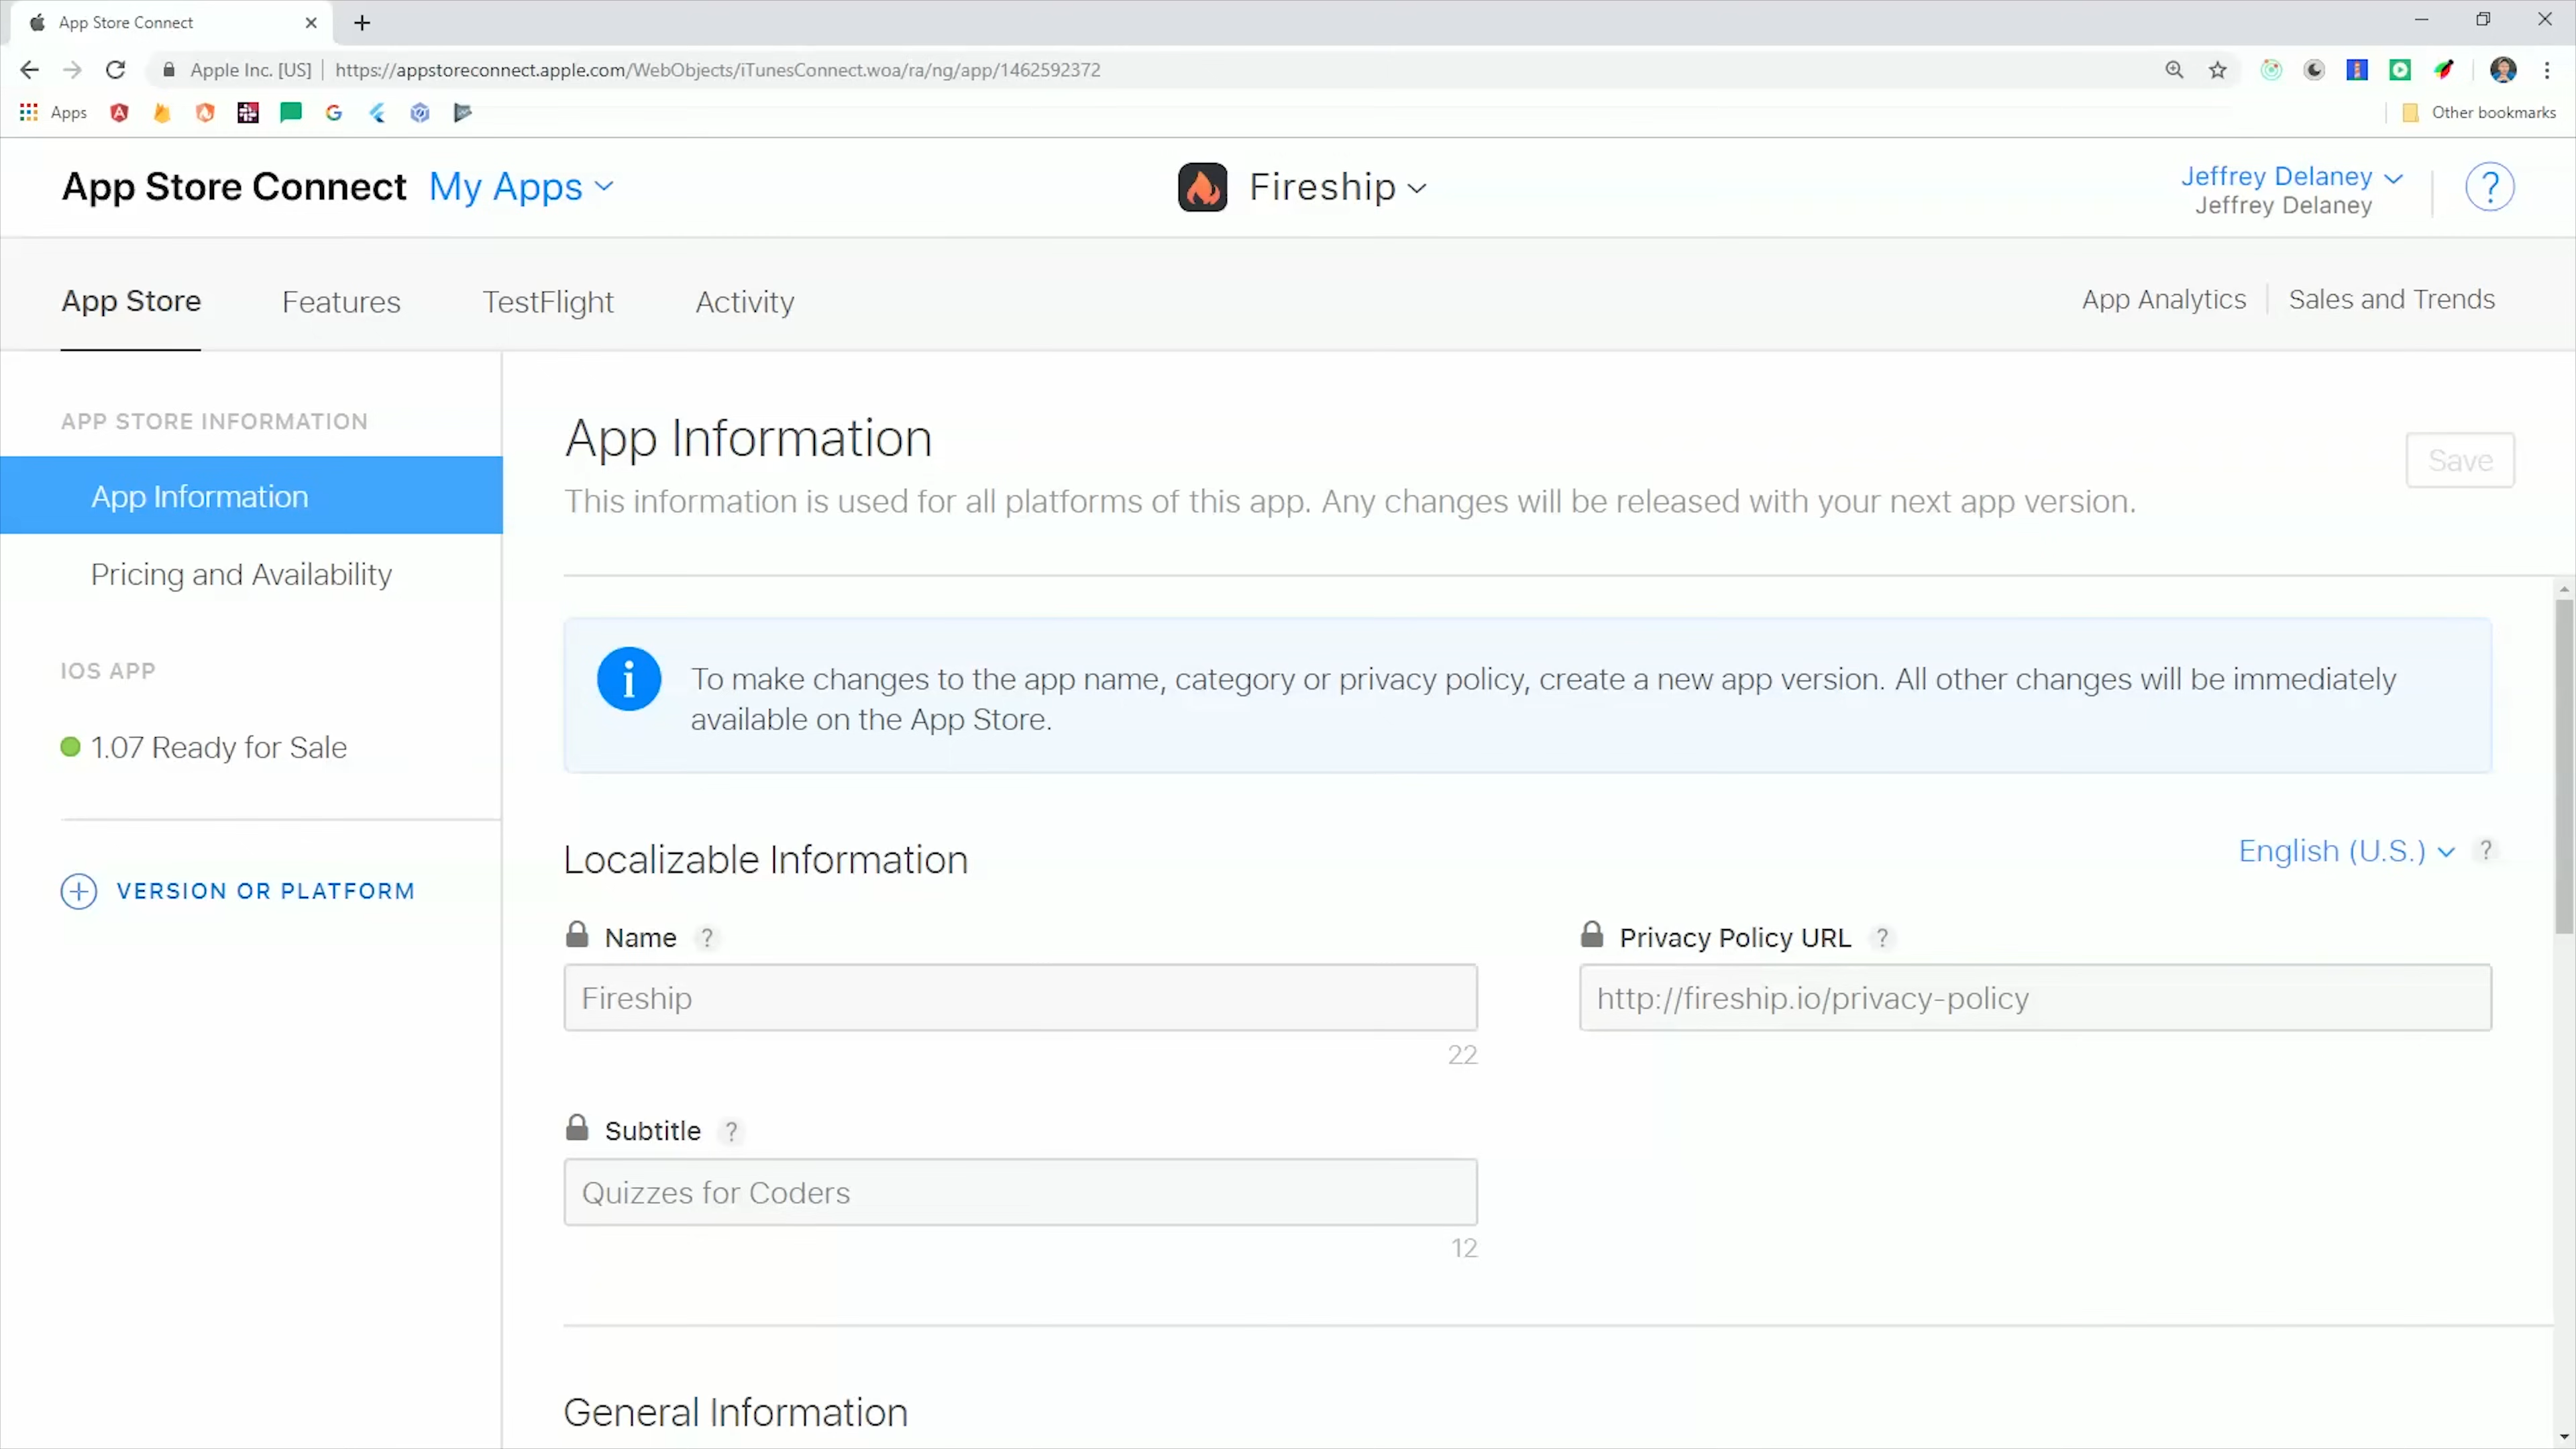 App Store Connect
Apple Inc. [US] https://appstoreconnect.apple.com/WebObjects/iTunesConnect.woa/ra/ng/app/1462592372
Apps
Other bookmarks
App Store Connect My Apps
Fireship
Jeffrey Delaney
Jeffrey Delaney
?
App Store Features TestFlight Activity
App Analytics Sales and Trends
APP STORE INFORMATION
App Information
Pricing and Availability
IOS APP
1.07 Ready for Sale
VERSION OR PLATFORM
App Information
Save
This information is used for all platforms of this app. Any changes will be released with your next app version.
To make changes to the app name, category or privacy policy, create a new app version. All other changes will be immediately
available on the App Store.
Localizable Information
English (U.S.) ?
Name ?
Fireship
22
Privacy Policy URL ?
http://fireship.io/privacy-policy
Subtitle ?
Quizzes for Coders
12
General Information